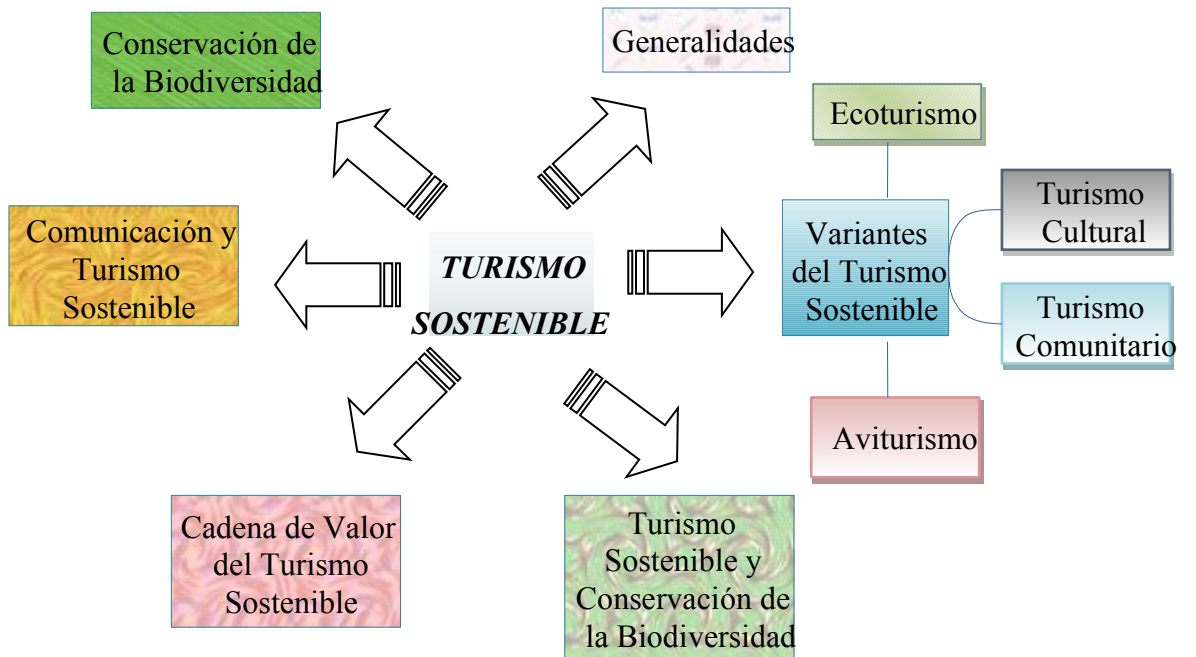 Conservación de
la Biodiversidad
Generalidades
Ecoturismo
Comunicación y
Turismo
Sostenible
TURISMO
SOSTENIBLE
Variantes
del Turismo
Sostenible
Turismo
Cultural
Turismo
Comunitario
Aviturismo
Cadena de Valor
del Turismo
Sostenible
Turismo
Sostenible y
Conservación de
la Biodiversidad